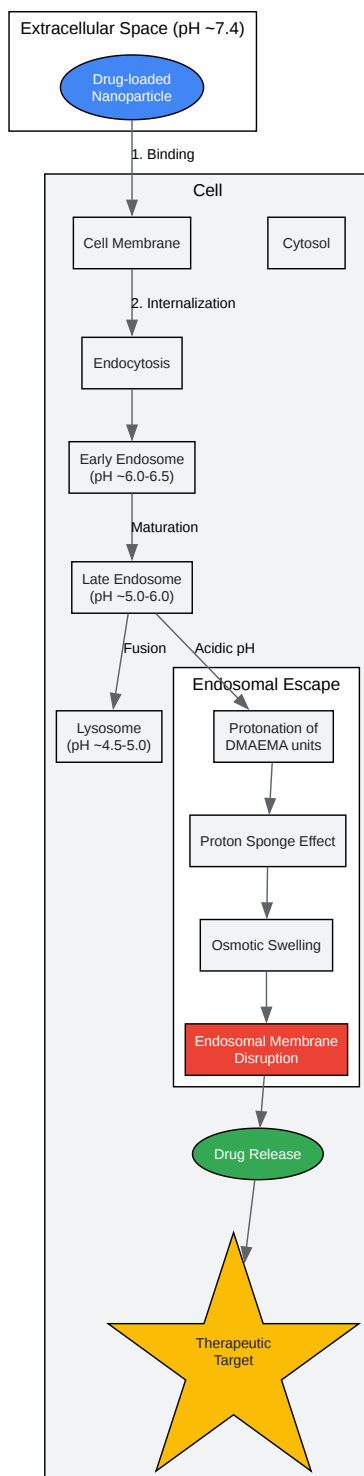 Extracellular Space (pH ~7.4)
Drug-loaded
Nanoparticle
1. Binding
Cell
Cell Membrane
Cytosol
2. Internalization
Endocytosis
Early Endosome
(pH ~6.0-6.5)
Maturation
Late Endosome
(pH ~5.0-6.0)
Fusion
Acidic pH
Endosomal Escape
Lysosome
(pH ~4.5-5.0)
Protonation of
DMAEMA units
Proton Sponge Effect
Osmotic Swelling
Endosomal Membrane
Disruption
Drug Release
Therapeutic
Target